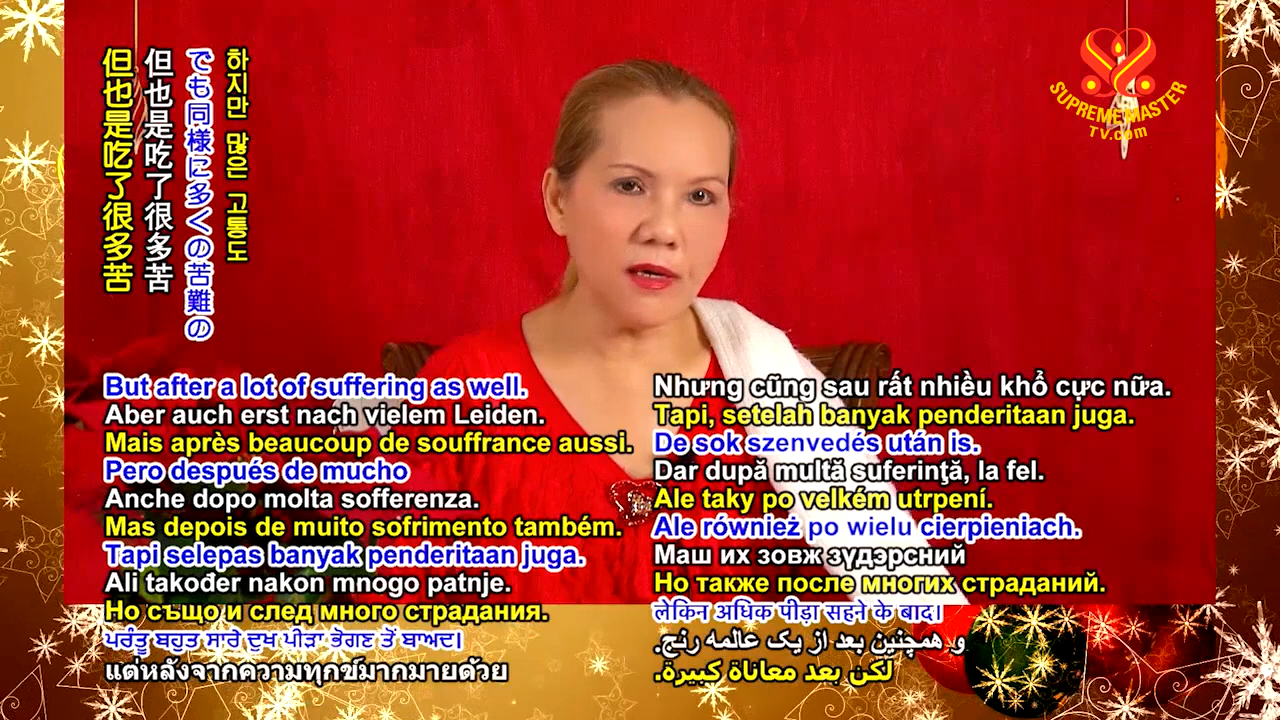 SUPREME MASTER
TV.com
하지만 많은 고통도
でも同様に多くの苦難の
但也是吃了很多苦
但也是吃了很多苦
But after a lot of suffering as well.
Aber auch erst nach vielem Leiden.
Mais après beaucoup de souffrance aussi.
Pero después de mucho
Anche dopo molta sofferenza.
Mas depois de muito sofrimento também.
Tapi selepas banyak penderitaan juga.
Ali također nakon mnogo patnje.
Но също и след много страдания.
ਪਰੰਤੂ ਬਹੁਤ ਸਾਰੇ ਦੁਖ ਪੀੜਾ ਭੋਗਣ ਤੋਂ ਬਾਅਦ।
แต่หลังจากความทุกข์มากมายด้วย
Nhưng cũng sau rất nhiều khổ cực nữa.
Tapi, setelah banyak penderitaan juga.
De sok szenvedés után is.
Dar după multă suferinţă, la fel.
Ale taky po velkém utrpení.
Ale również po wielu cierpieniach.
Маш их зовж зүдэрсний
Но также после многих страданий.
लेकिन अधिक पीड़ा सहने के बाद।
و همچنین بعد از یک عالمه رنج.
لكن بعد معاناة كبيرة.